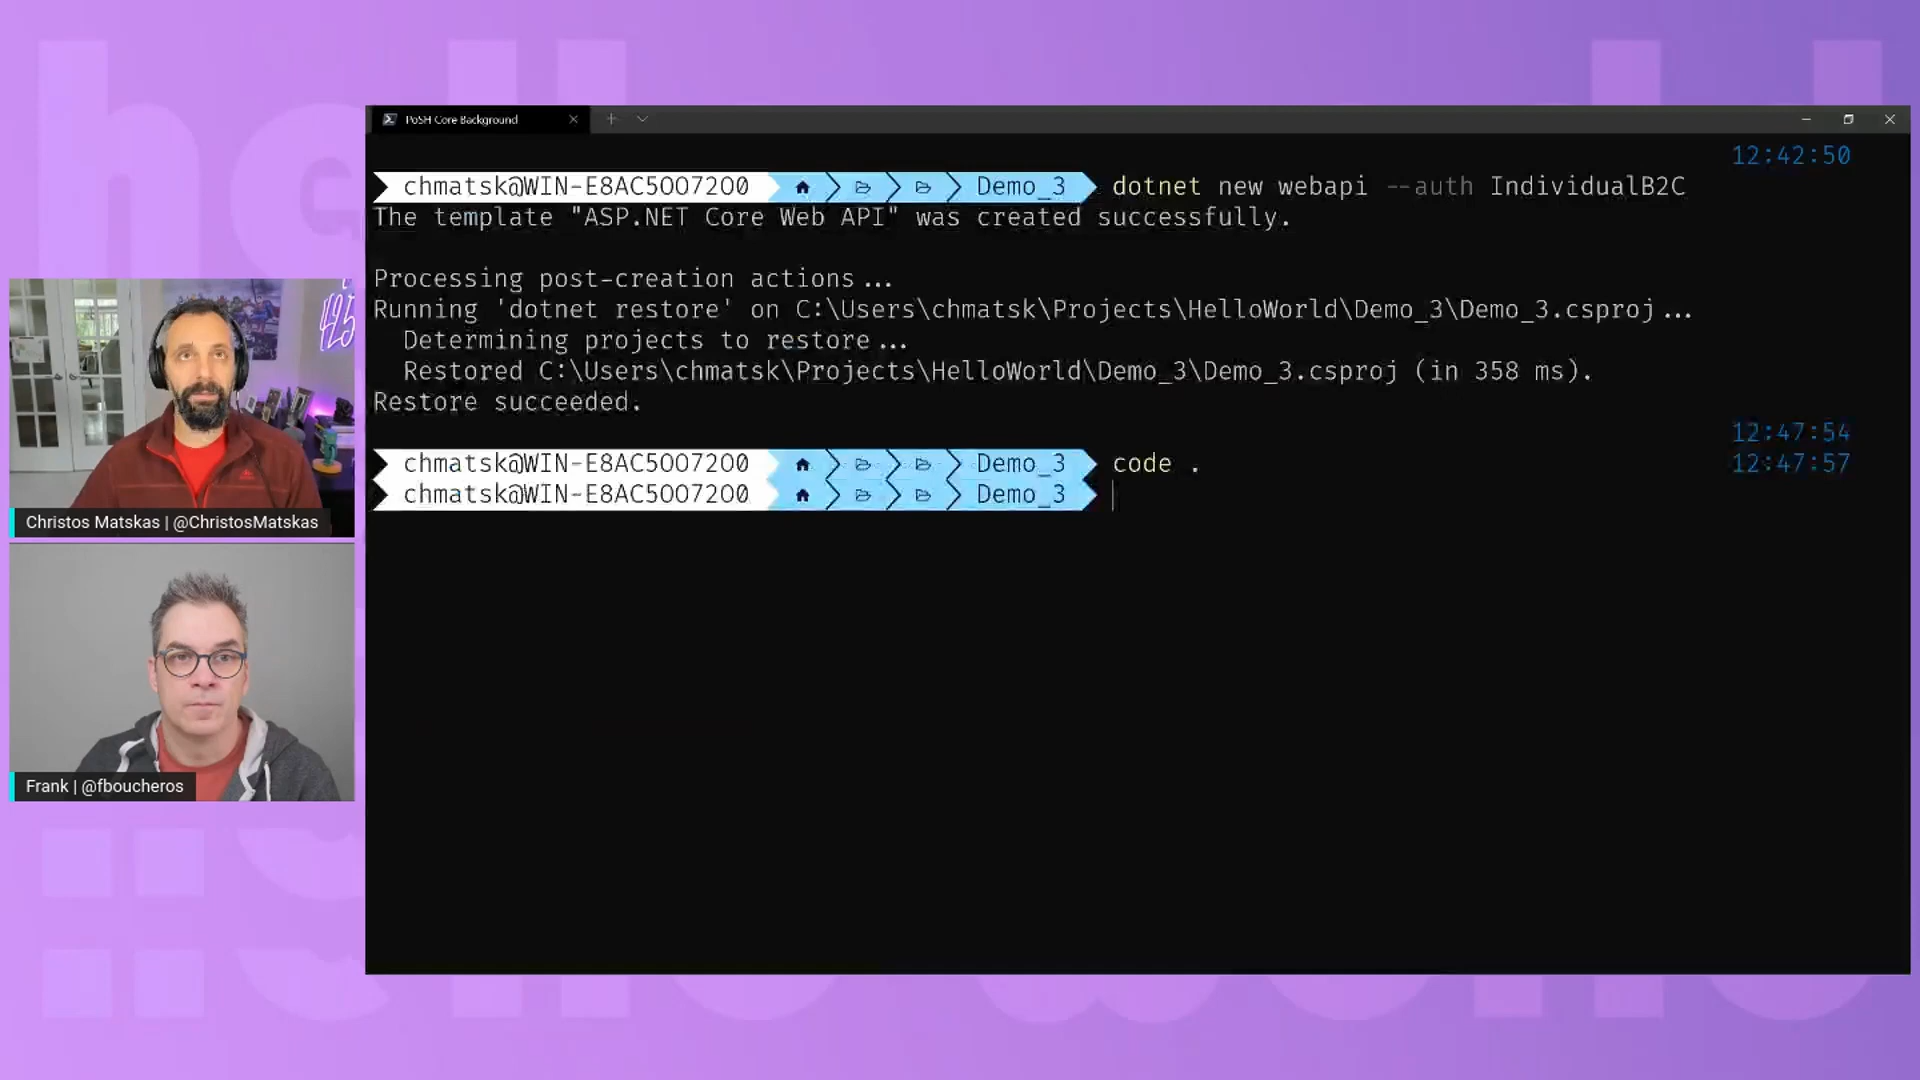 PoSH Core Background
12:42:50
chmatsk@WIN-E8AC5O072O0 Demo_3 dotnet new webapi --auth IndividualB2C
The template "ASP.NET Core Web API" was created successfully.
Processing post-creation actions...
Running 'dotnet restore' on C:\Users\chmatsk\Projects\HelloWorld\Demo_3\Demo_3.csproj...
Determining projects to restore...
Restored C:\Users\chmatsk\Projects\HelloWorld\Demo_3\Demo_3.csproj (in 358 ms).
Restore succeeded.
12:47:54
chmatsk@WIN-E8AC5O072O0 Demo_3 code . 12:47:57
chmatsk@WIN-E8AC5O072O0 Demo_3
Christos Matskas | @ChristosMatskas
Frank | @fboucheros